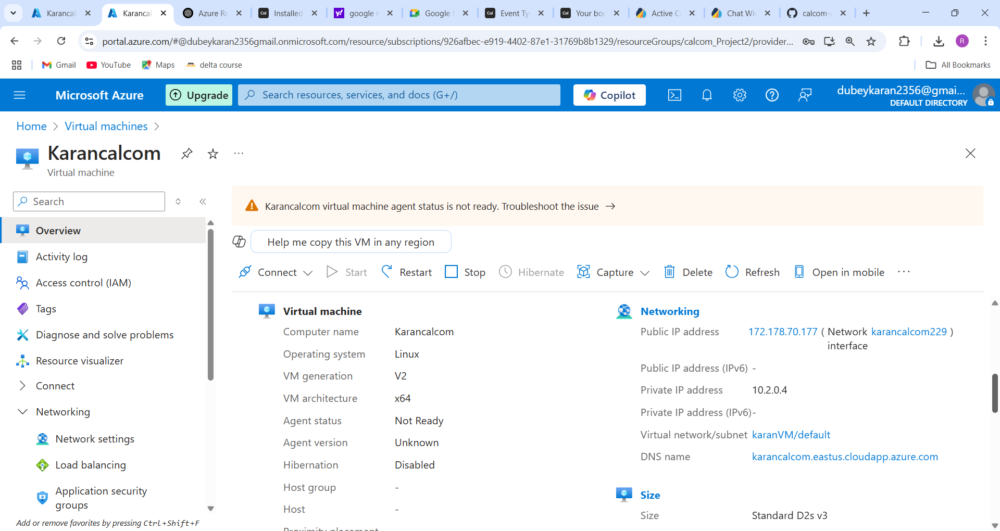 Karancal
Karancal
Azure Re
Installed
google r
Google
Event Ty
Your boo
Active C
Chat Wi
calcom-
portal.azure.com/#@dubeykaran2356gmail.onmicrosoft.com/resource/subscriptions/926afbec-e919-4402-87e1-31769b8b1329/resourceGroups/calcom_Project2/provider...
R
Gmail
YouTube
Maps
delta course
All Bookmarks
Microsoft Azure
Upgrade
Search resources, services, and docs (G+/)
Copilot
dubeykaran2356@gmai...
DEFAULT DIRECTORY
Home > Virtual machines >
Karancalcom
Virtual machine
Search
Overview
Activity log
Access control (IAM)
Tags
Diagnose and solve problems
Resource visualizer
Connect
Networking
Network settings
Load balancing
Application security
groups
Add or remove favorites by pressing Ctrl+Shift+F
Karancalcom virtual machine agent status is not ready. Troubleshoot the issue →
Help me copy this VM in any region
Connect
Start
Restart
Stop
Hibernate
Capture
Delete
Refresh
Open in mobile
Virtual machine
Computer name Karancalcom
Operating system Linux
VM generation V2
VM architecture x64
Agent status Not Ready
Agent version Unknown
Hibernation Disabled
Host group -
Host -
Proximity placement
Networking
Public IP address 172.178.70.177 ( Network karancalcom229 )
interface
Public IP address (IPv6) -
Private IP address 10.2.0.4
Private IP address (IPv6) -
Virtual network/subnet karanVM/default
DNS name karancalcom.eastus.cloudapp.azure.com
Size
Size Standard D2s v3